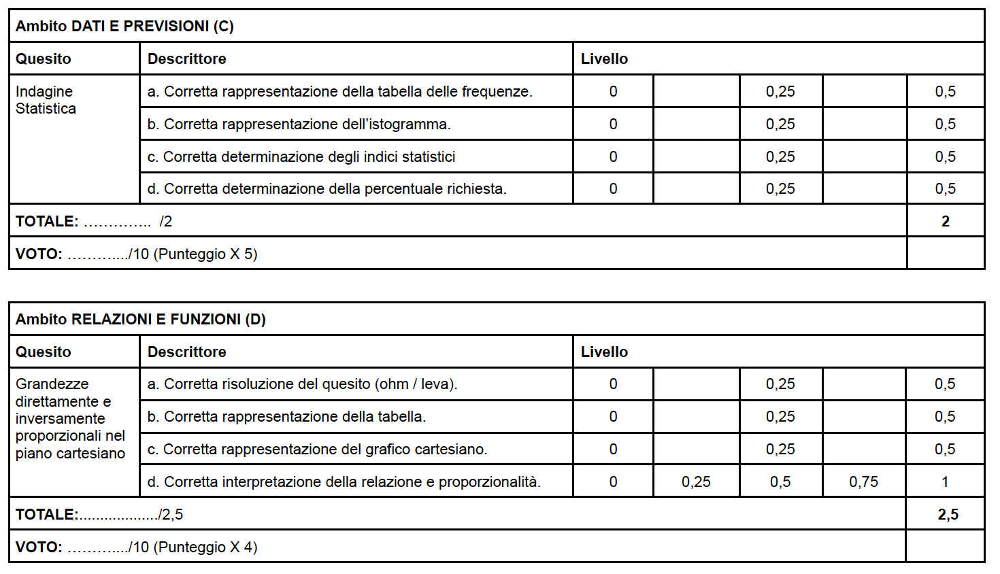 Ambito DATI E PREVISIONI (C)
Quesito Descrittore Livello
Indagine Statistica
a. Corretta rappresentazione della tabella delle frequenze. 0 0,25 0,5
b. Corretta rappresentazione dell’istogramma. 0 0,25 0,5
c. Corretta determinazione degli indici statistici 0 0,25 0,5
d. Corretta determinazione della percentuale richiesta. 0 0,25 0,5
TOTALE: ………….. /2 2
VOTO: ………..../10 (Punteggio X 5)
Ambito RELAZIONI E FUNZIONI (D)
Quesito Descrittore Livello
Grandezze
direttamente e
inversamente
proporzionali nel
piano cartesiano
a. Corretta risoluzione del quesito (ohm / leva). 0 0,25 0,5
b. Corretta rappresentazione della tabella. 0 0,25 0,5
c. Corretta rappresentazione del grafico cartesiano. 0 0,25 0,5
d. Corretta interpretazione della relazione e proporzionalità. 0 0,25 0,5 0,75 1
TOTALE:.................../2,5 2,5
VOTO: ………..../10 (Punteggio X 4)